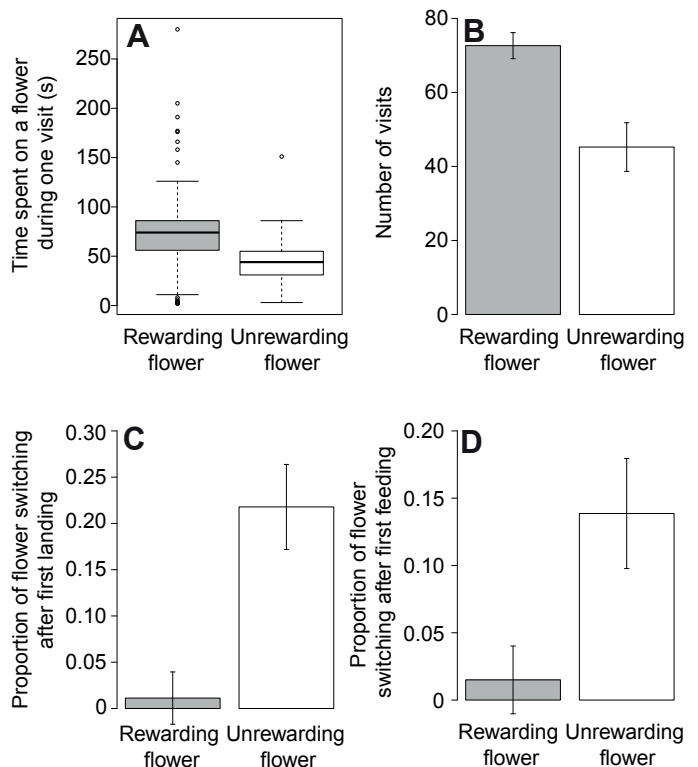 A
Time spent on a flower
during one visit (s)
250
200
150
100
50
0
Rewarding
flower
Unrewarding
flower
B
Number of visits
80
60
40
20
0
Rewarding
flower
Unrewarding
flower
C
Proportion of flower switching
after first landing
0.30
0.25
0.20
0.15
0.10
0.05
0
Rewarding
flower
Unrewarding
flower
D
Proportion of flower
switching after first feeding
0.20
0.15
0.10
0.05
0
Rewarding
flower
Unrewarding
flower